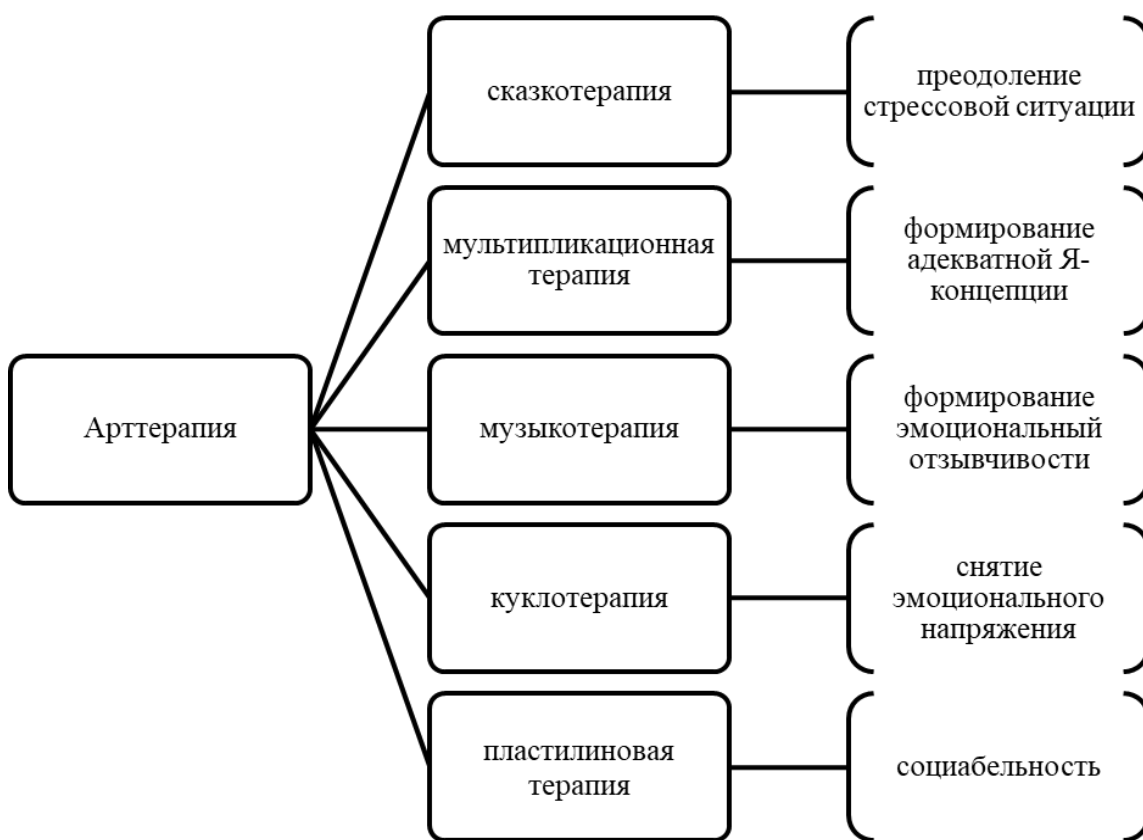 Арттерапия
сказкотерапия
преодоление
стрессовой ситуации
мультипликационная
терапия
формирование
адекватной Я-
концепции
музыкотерапия
формирование
эмоциональный
отзывчивости
куклотерапия
снятие
эмоционального
напряжения
пластилиновая
терапия
социабельность